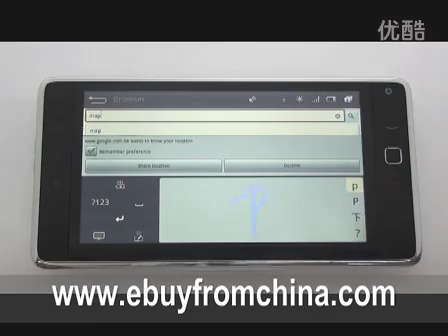 优酷
Browser
map
map
www.google.com.hk wants to know your location
Remember preference
Share location
Decline
p
?123
P
下
?
p
www.ebuyfromchina.com